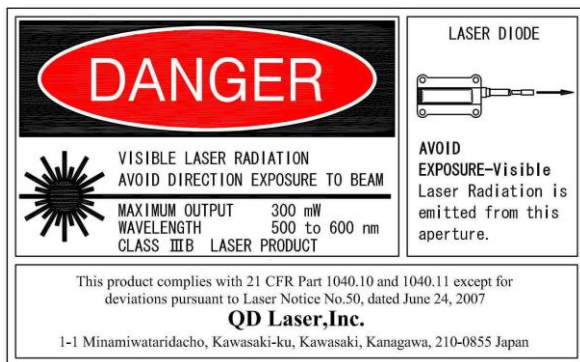 DANGER
VISIBLE LASER RADIATION
AVOID DIRECTION EXPOSURE TO BEAM
MAXIMUM OUTPUT 300 mW
WAVELENGTH 500 to 600 nm
CLASS ⅢB LASER PRODUCT
LASER DIODE
AVOID
EXPOSURE-Visible
Laser Radiation is
emitted from this
aperture.
This product complies with 21 CFR Part 1040.10 and 1040.11 except for
deviations pursuant to Laser Notice No.50, dated June 24, 2007
QD Laser,Inc.
1-1 Minamiwataridacho, Kawasaki-ku, Kawasaki, Kanagawa, 210-0855 Japan